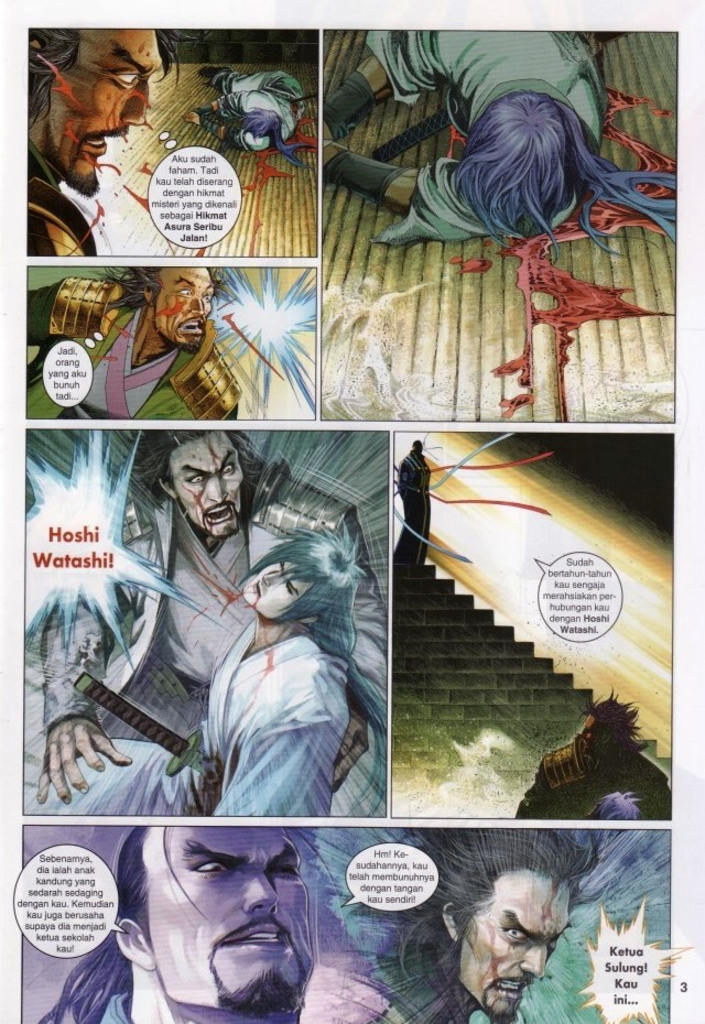 Aku sudah
faham. Tadi
kau telah diserang
dengan hikmat
misteri yang dikenali
sebagai Hikmat
Asura Seribu
Jalan!
Jadi,
orang
yang aku
bunuh
tadi...
Hoshi
Watashi!
Sudah
bertahun-tahun
kau sengaja
merahsiakan per-
hubungan kau
dengan Hoshi
Watashi.
Sebenarnya,
dia ialah anak
kandung yang
sedarah sedaging
dengan kau. Kemudian
kau juga berusaha
supaya dia menjadi
ketua sekolah
kau!
Hm! Ke-
sudahannya, kau
telah membunuhnya
dengan tangan
kau sendiri!
Ketua
Sulung!
Kau
ini...
3